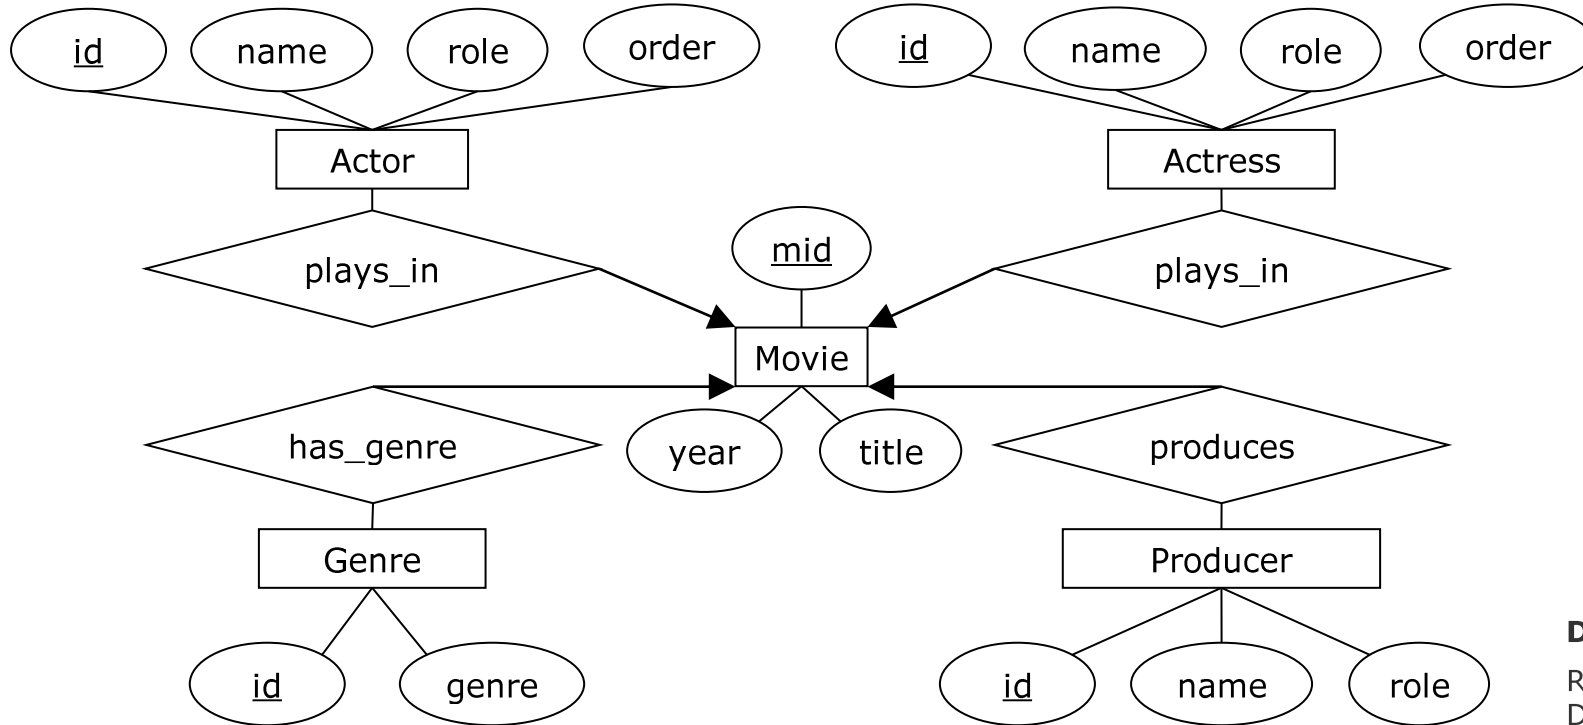 id name role order id name role order
Actor Actress
plays_in mid plays_in
Movie
has_genre year title produces
Genre Producer
id genre id name role
D
R
D